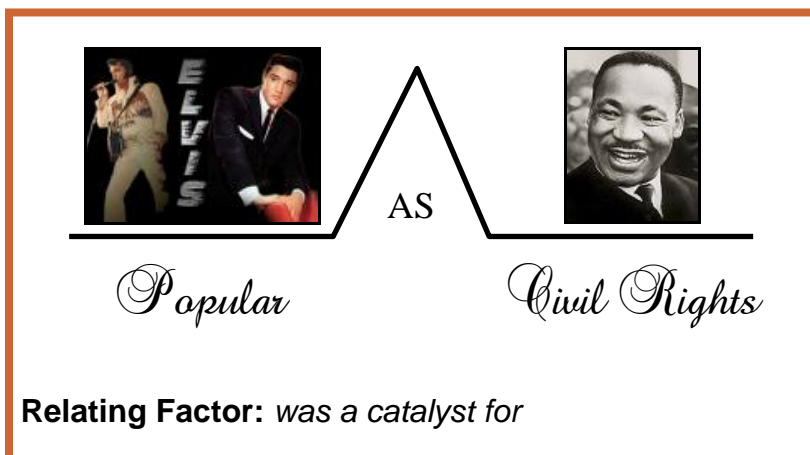 ELVIS
AS
Popular
Civil Rights
Relating Factor: was a catalyst for